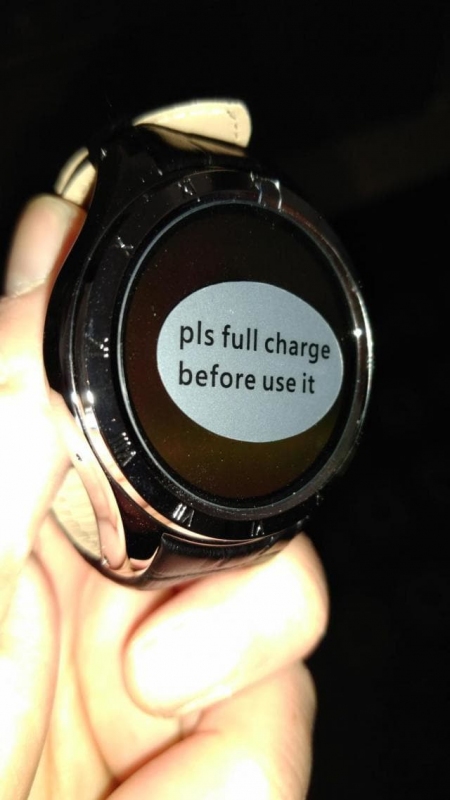 pls full charge
before use it